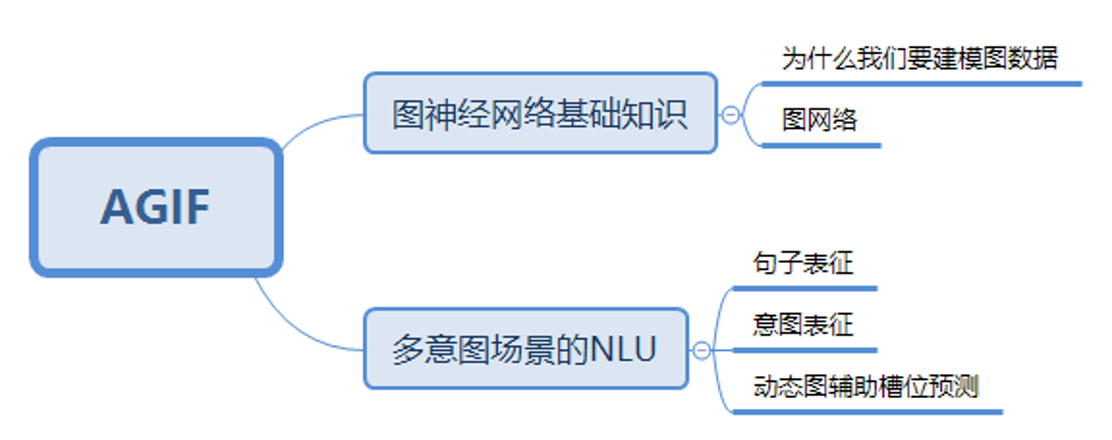 AGIF
图神经网络基础知识
为什么我们要建模图数据
图网络
多意图场景的NLU
句子表征
意图表征
动态图辅助槽位预测